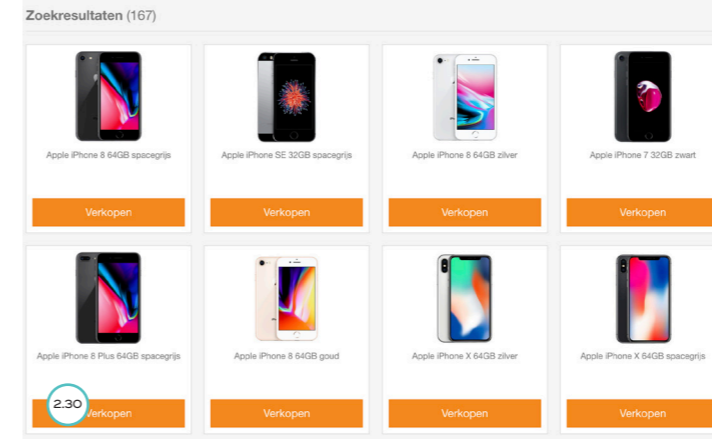 Zoekresultaten (167)
Apple iPhone 8 64GB spacegrijs
Apple iPhone SE 32GB spacegrijs
Apple iPhone 8 64GB zilver
Apple iPhone 7 32GB zwart
Verkopen
Verkopen
Verkopen
Verkopen
Apple iPhone 8 Plus 64GB spacegrijs
Apple iPhone 8 64GB goud
Apple iPhone X 64GB zilver
Apple iPhone X 64GB spacegrijs
2.30
Verkopen
Verkopen
Verkopen
Verkopen